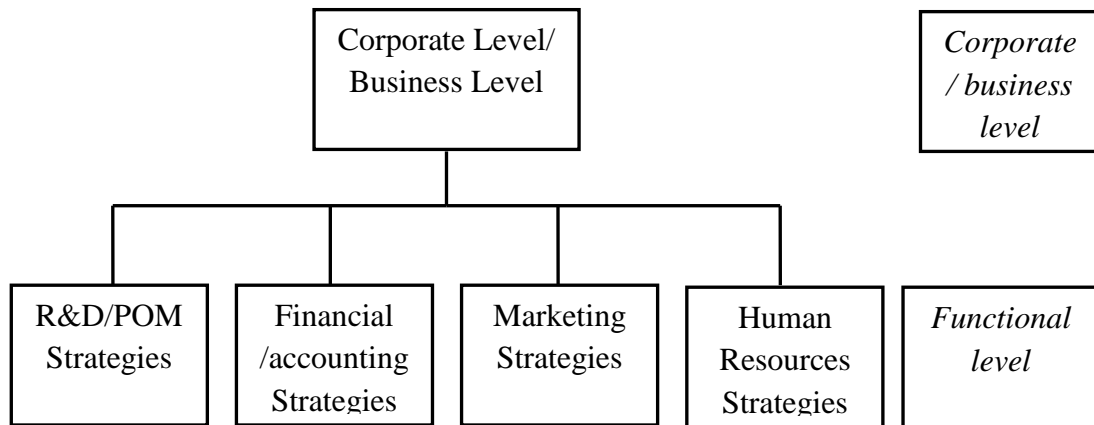 Corporate Level/
Business Level
Corporate
/ business
level
R&D/POM
Strategies
Financial
/accounting
Strategies
Marketing
Strategies
Human
Resources
Strategies
Functional
level